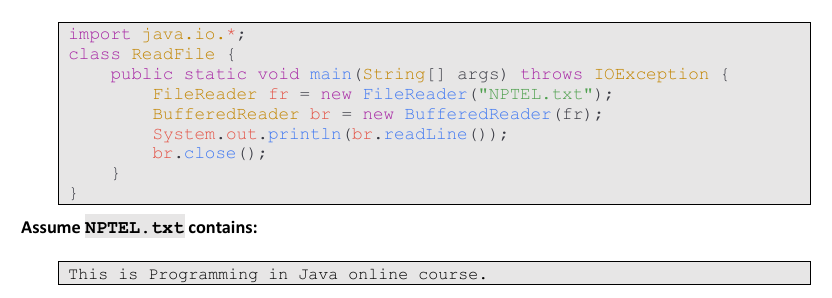 import java.io.*;
class ReadFile {
    public static void main(String[] args) throws IOException {
        FileReader fr = new FileReader("NPTEL.txt");
        BufferedReader br = new BufferedReader(fr);
        System.out.println(br.readLine());
        br.close();
    }
}
Assume NPTEL.txt contains:
This is Programming in Java online course.